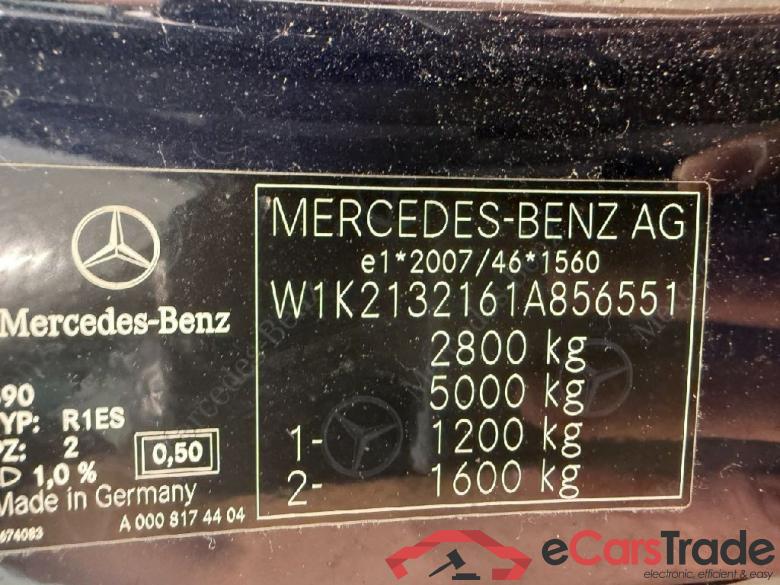 MERCEDES-BENZ AG
e1*2007/46*1560
W1K2132161A856551
2800 kg
5000 kg
1- 1200 kg
2- 1600 kg
Mercedes-Benz
YP: R1ES
PZ: 2
D 1,0 %
0,50
Made in Germany
A 000 817 44 04
674083
eCarsTrade
electronic, efficient & easy